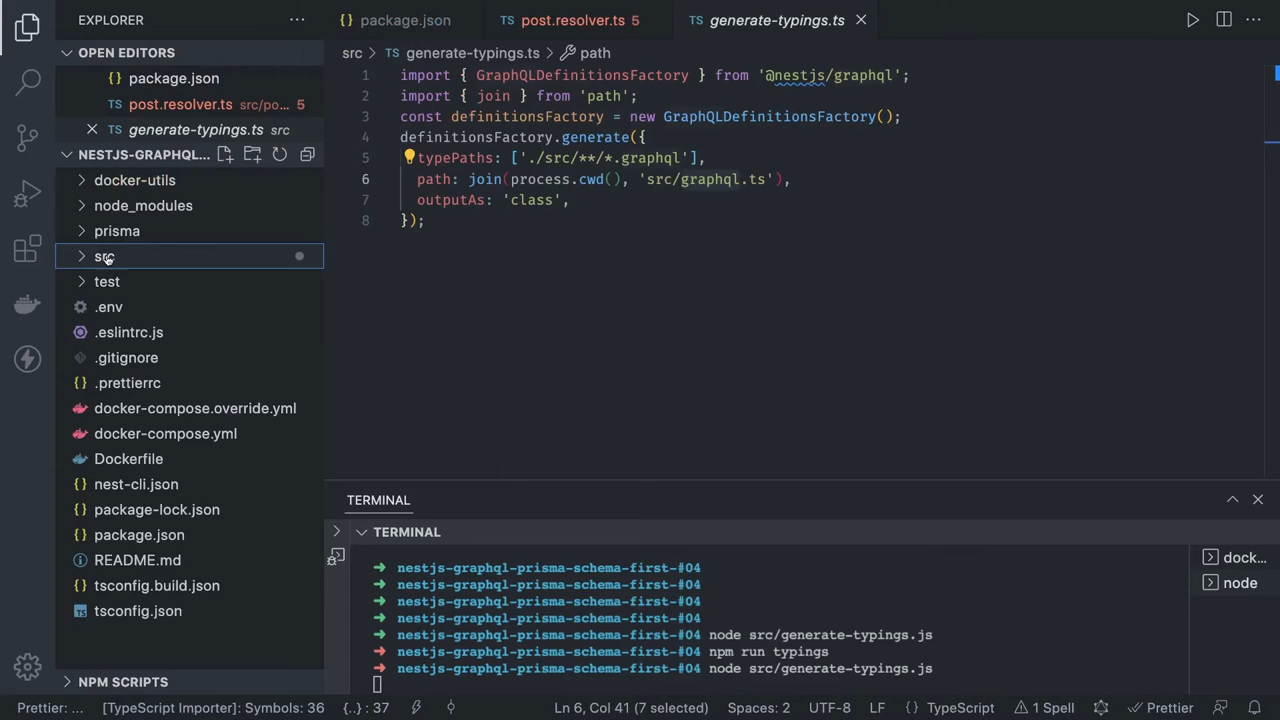 EXPLORER
OPEN EDITORS
package.json
post.resolver.ts src/po... 5
generate-typings.ts src
NESTJS-GRAPHQL...
docker-utils
node_modules
prisma
src
test
.env
.eslintrc.js
.gitignore
.prettierrc
docker-compose.override.yml
docker-compose.yml
Dockerfile
nest-cli.json
package-lock.json
package.json
README.md
tsconfig.build.json
tsconfig.json
NPM SCRIPTS
package.json
TS post.resolver.ts 5
TS generate-typings.ts
src > TS generate-typings.ts > path
1 import { GraphQLDefinitionsFactory } from '@nestjs/graphql';
2 import { join } from 'path';
3 const definitionsFactory = new GraphQLDefinitionsFactory();
4 definitionsFactory.generate({
5 typePaths: ['./src/**/*.graphql'],
6 path: join(process.cwd(), 'src/graphql.ts'),
7 outputAs: 'class',
8 });
TERMINAL
TERMINAL
nestjs-graphql-prisma-schema-first-#04
nestjs-graphql-prisma-schema-first-#04
nestjs-graphql-prisma-schema-first-#04
nestjs-graphql-prisma-schema-first-#04
nestjs-graphql-prisma-schema-first-#04 node src/generate-typings.js
nestjs-graphql-prisma-schema-first-#04 npm run typings
nestjs-graphql-prisma-schema-first-#04 node src/generate-typings.js
dock...
node
Prettier: ... [TypeScript Importer]: Symbols: 36 {..} : 37 Ln 6, Col 41 (7 selected) Spaces: 2 UTF-8 LF TypeScript 1 Spell Prettier